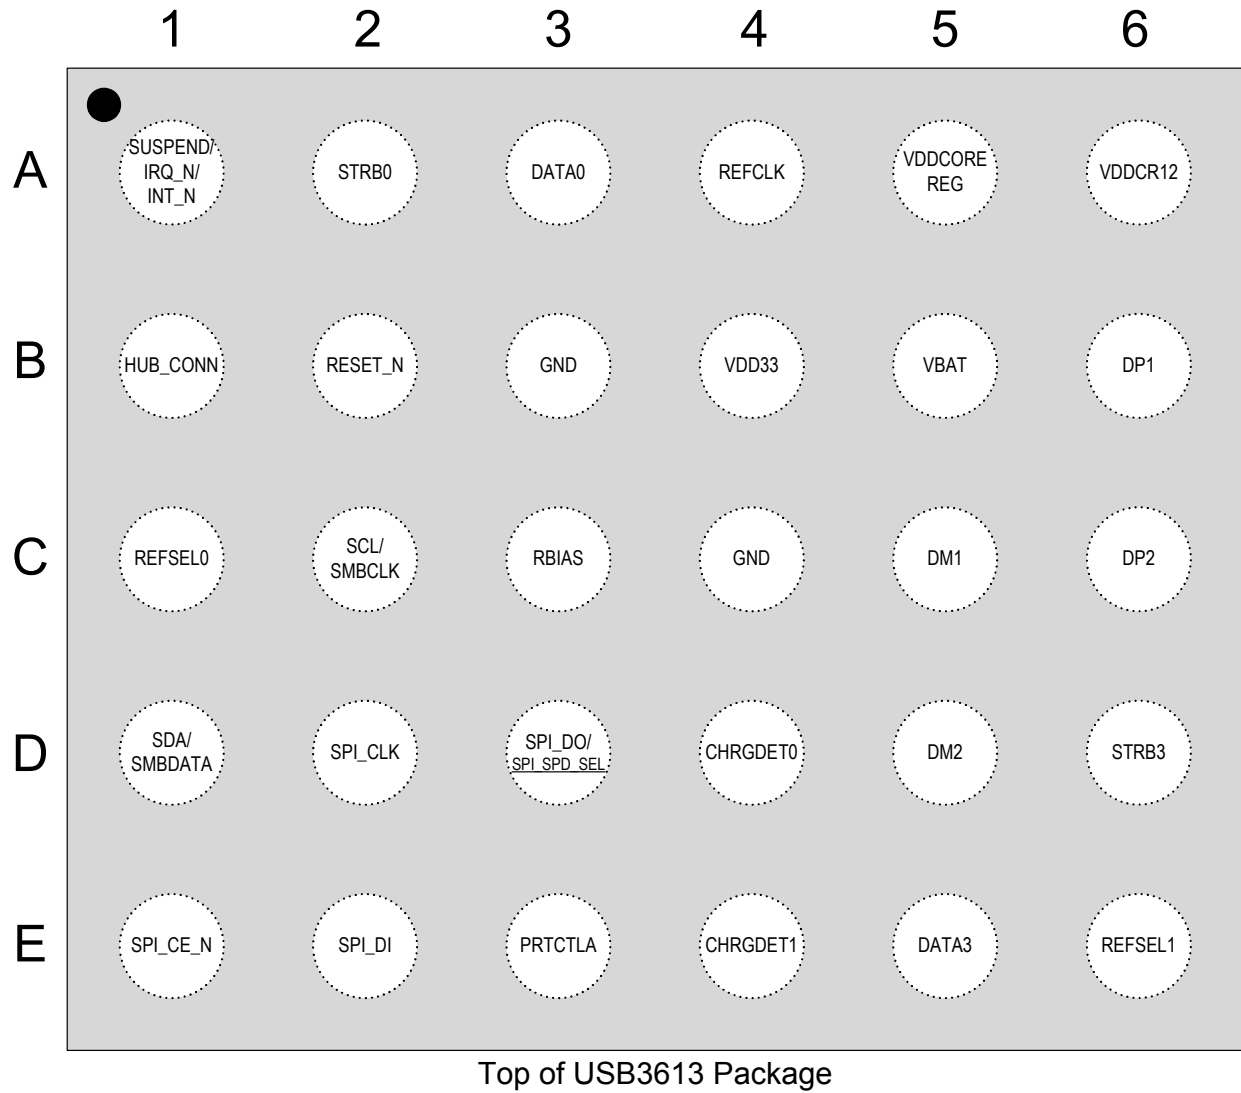 1 2 3 4 5 6
A
SUSPEND/
IRQ_N/
INT_N
STRB0
DATA0
REFCLK
VDDCORE
REG
VDDCR12
B
HUB_CONN
RESET_N
GND
VDD33
VBAT
DP1
C
REFSEL0
SCL/
SMBCLK
RBIAS
GND
DM1
DP2
D
SDA/
SMBDATA
SPI_CLK
SPI_DO/
SPI_SPD_SEL
CHRGDET0
DM2
STRB3
E
SPI_CE_N
SPI_DI
PRTCTLA
CHRGDET1
DATA3
REFSEL1
Top of USB3613 Package